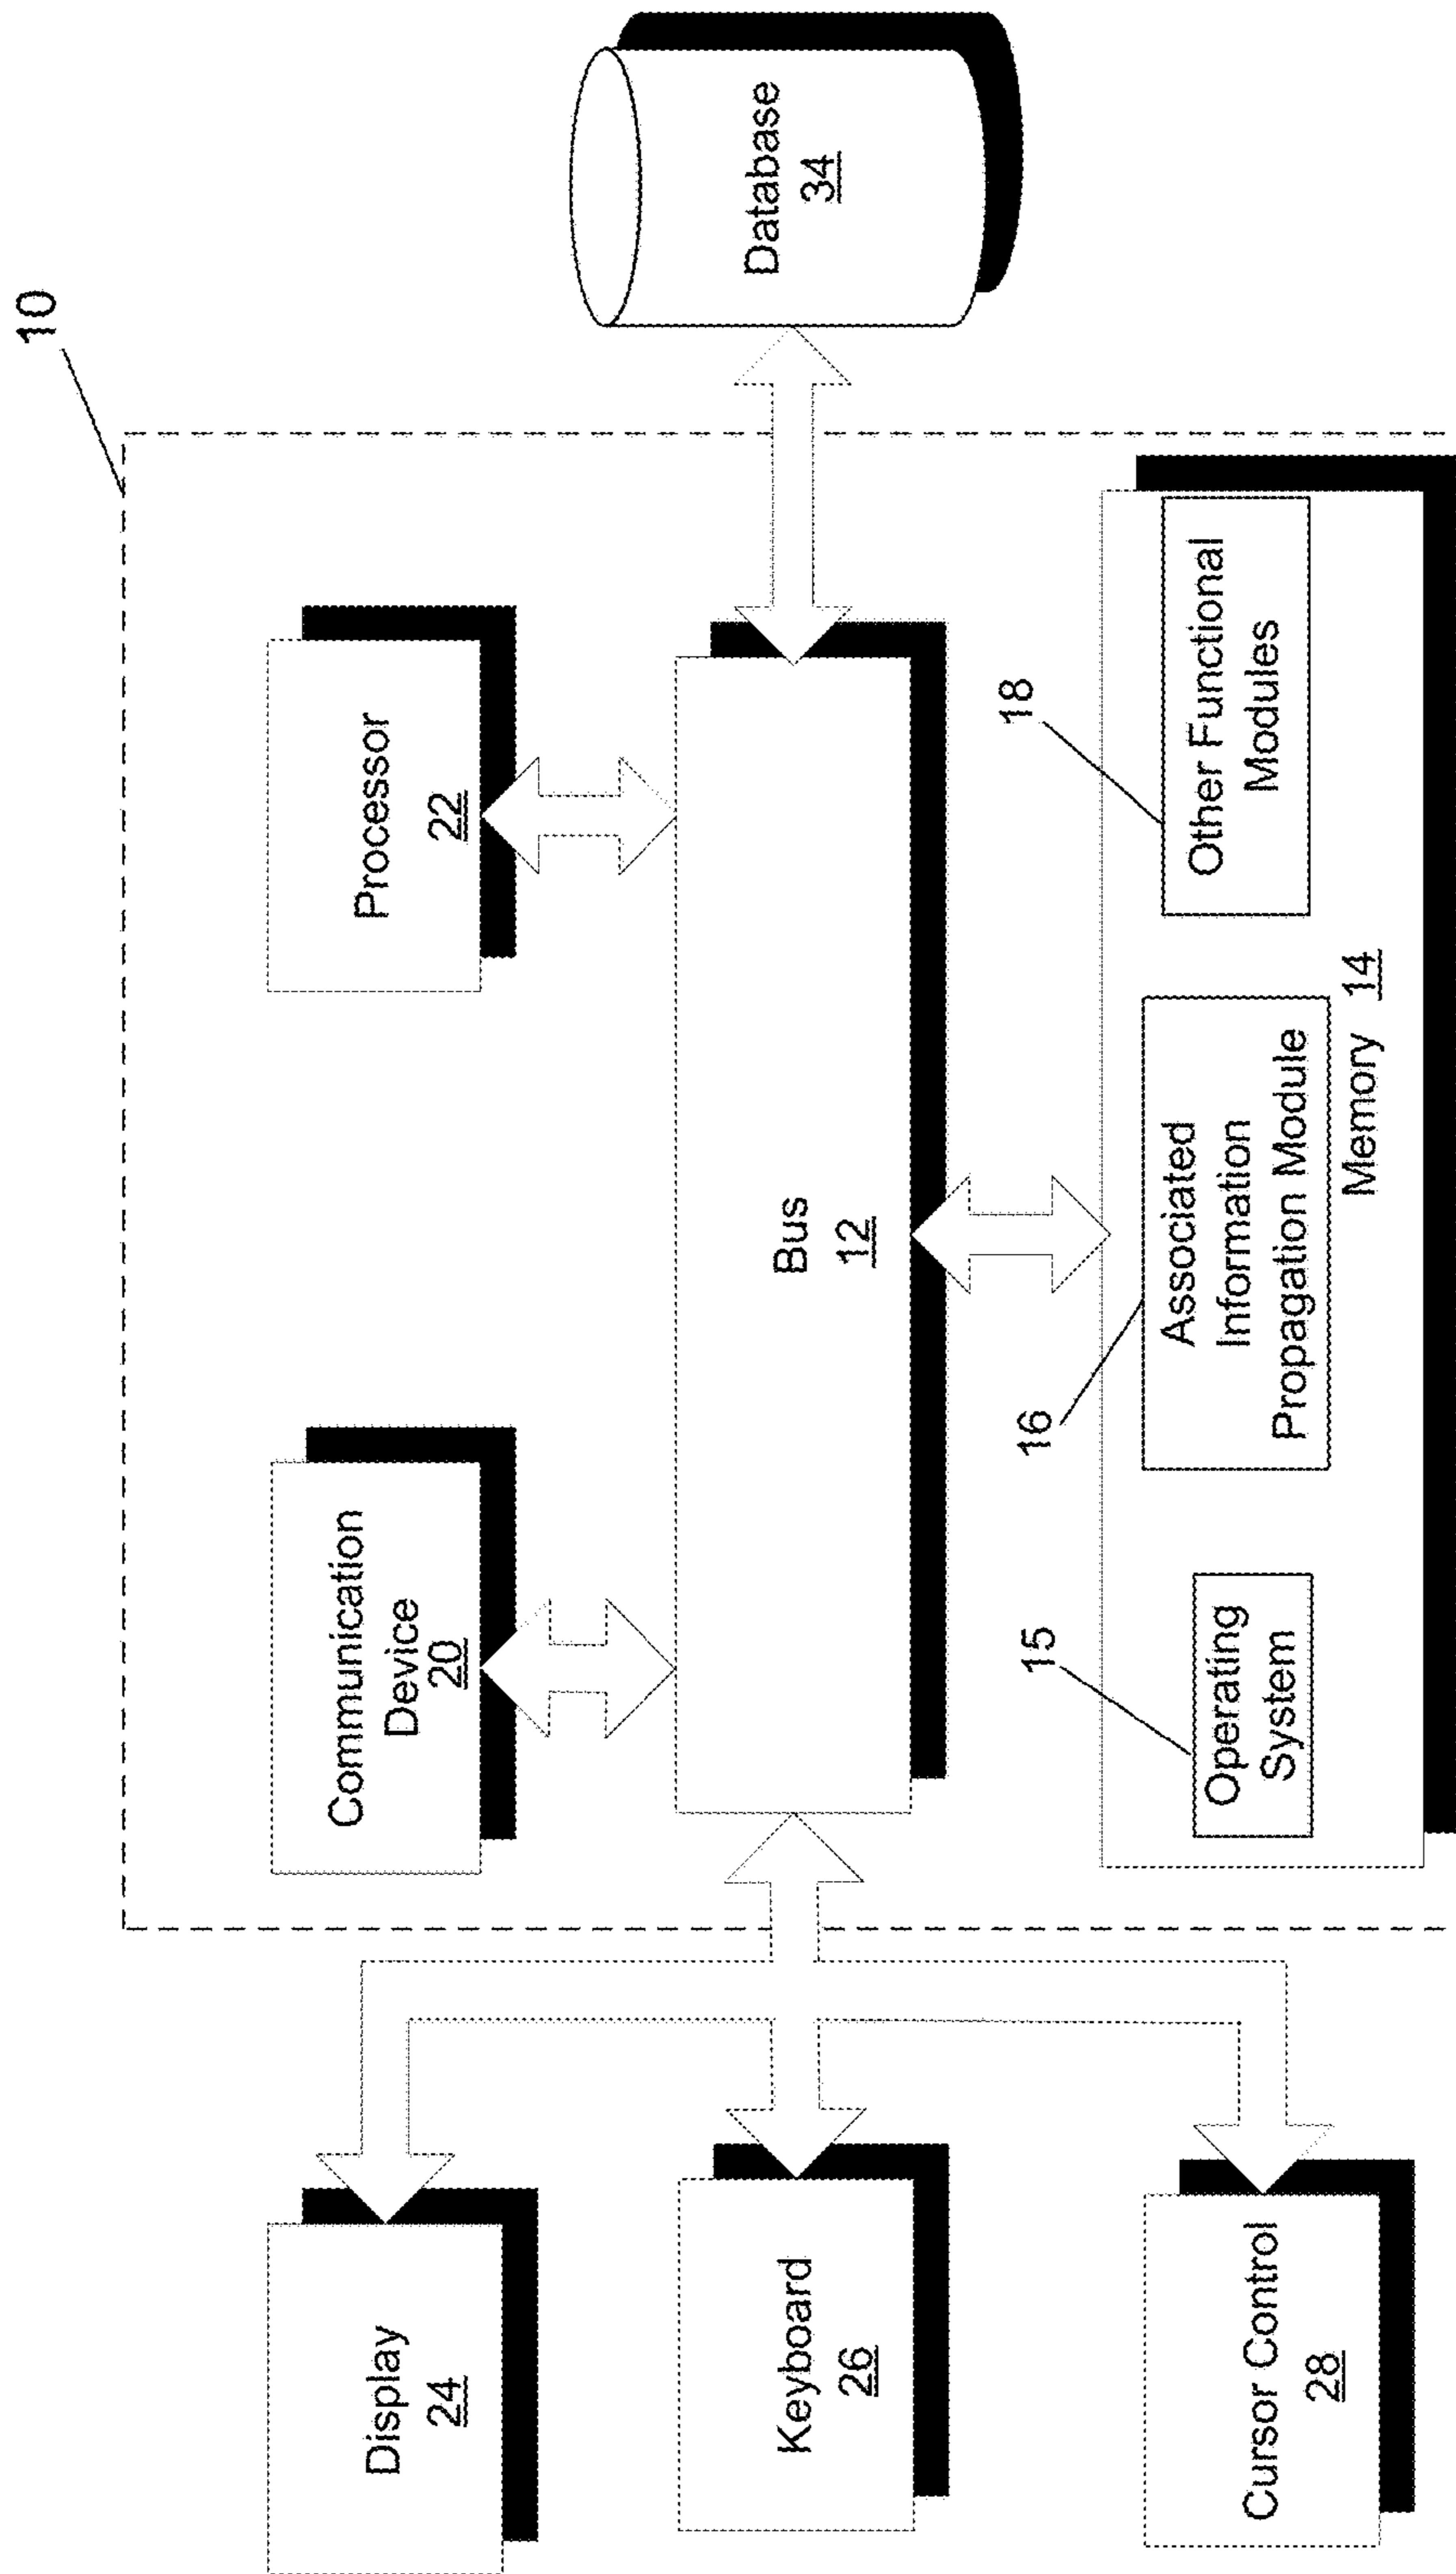 10
Display
24
Communication
Device
20
Processor
22
Keyboard
26
Bus
12
Database
34
Cursor Control
28
15
Operating
System
16
Associated
Information
Propagation Module
18
Other Functional
Modules
Memory 14